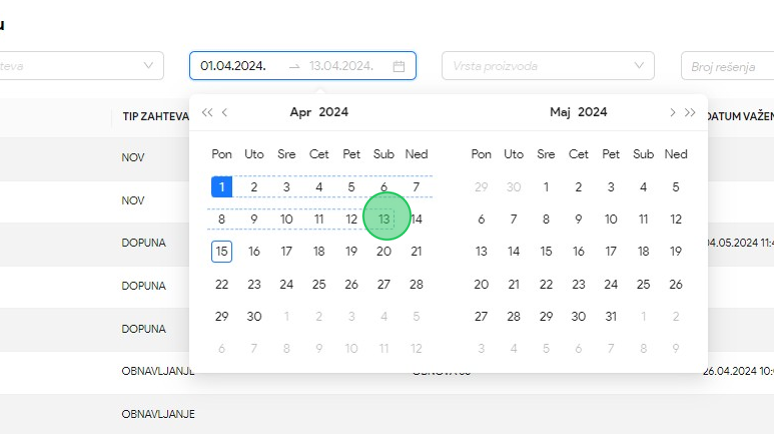 u
teva
01.04.2024. → 13.04.2024.
Vrsta proizvoda
Broj rešenja
TIP ZAHTEVA
DATUM VAŽEN
Apr 2024
Maj 2024
Pon Uto Sre Cet Pet Sub Ned
1 2 3 4 5 6 7
8 9 10 11 12 13 14
15 16 17 18 19 20 21
22 23 24 25 26 27 28
29 30 1 2 3 4 5
6 7 8 9 10 11 12
Pon Uto Sre Cet Pet Sub Ned
29 30 1 2 3 4 5
6 7 8 9 10 11 12
13 14 15 16 17 18 19
20 21 22 23 24 25 26
27 28 29 30 31 1 2
3 4 5 6 7 8 9
NOV
NOV
DOPUNA
04.05.2024 11:4
DOPUNA
DOPUNA
OBNAVLJANJE
26.04.2024 10:0
OBNAVLJANJE